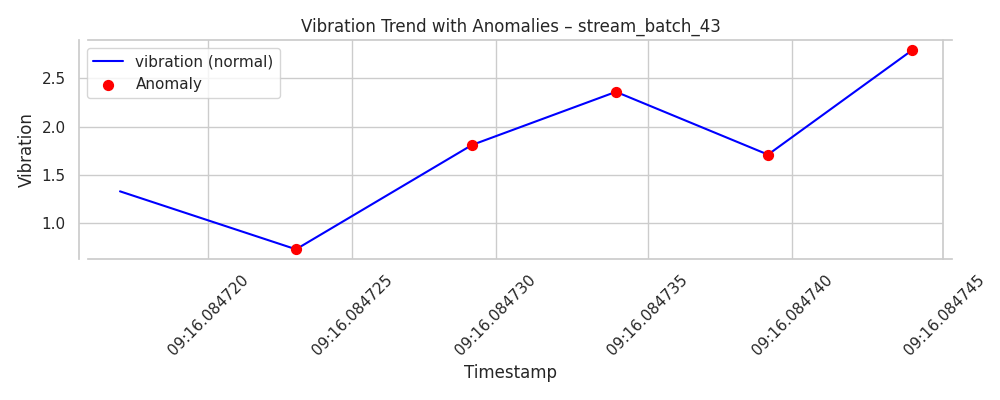 Vibration Trend with Anomalies – stream_batch_43
vibration (normal)
Anomaly
Vibration
2.5
2.0
1.5
1.0
09:16.084720
09:16.084725
09:16.084730
09:16.084735
09:16.084740
09:16.084745
Timestamp